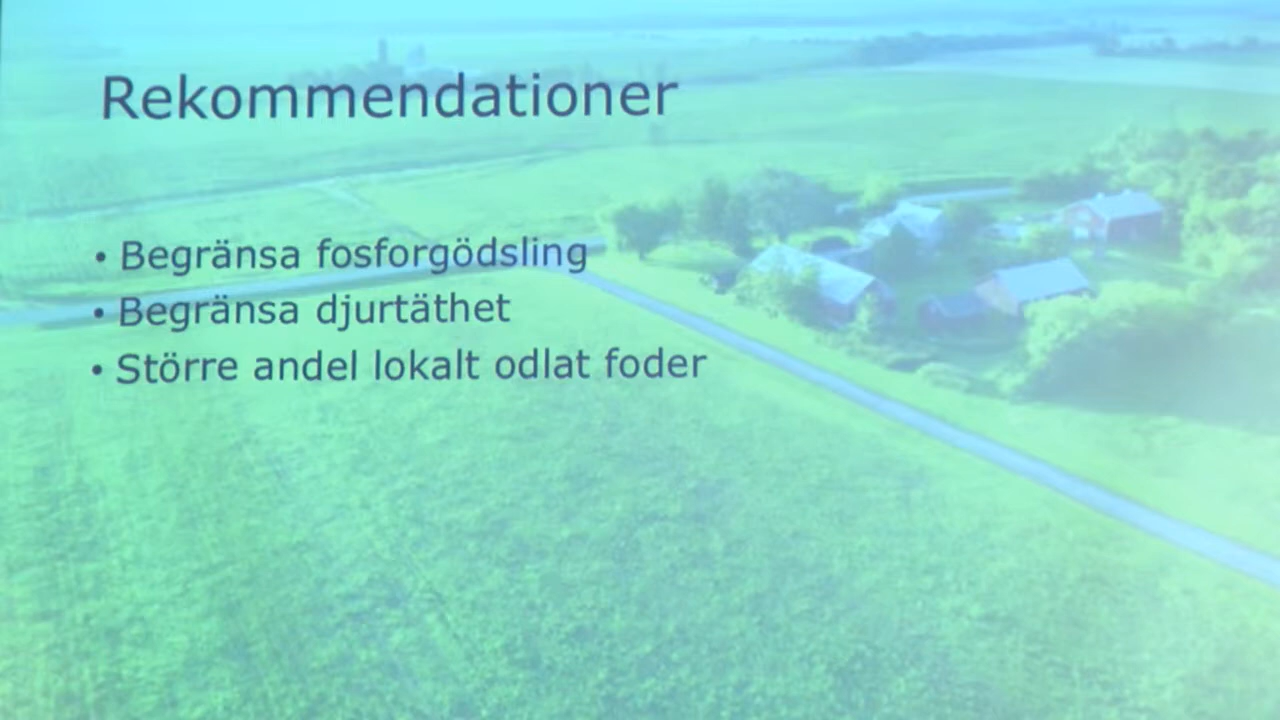 Rekommendationer
• Begränsa fosforgödsling
• Begränsa djurtäthet
• Större andel lokalt odlat foder